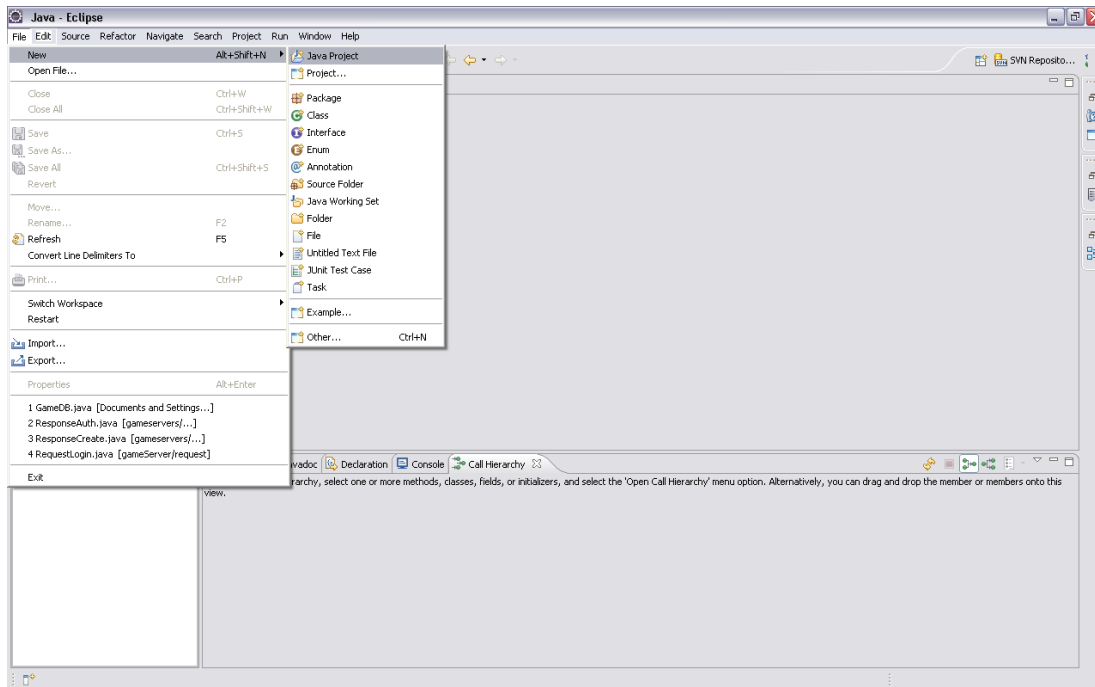 Java - Eclipse
File Edit Source Refactor Navigate Search Project Run Window Help
New Alt+Shift+N
Open File...
Close Ctrl+W
Close All Ctrl+Shift+W
Save Ctrl+S
Save As...
Save All Ctrl+Shift+S
Revert
Move...
Rename... F2
Refresh F5
Convert Line Delimiters To
Print... Ctrl+P
Switch Workspace
Restart
Import...
Export...
Properties Alt+Enter
1 GameDB.java [Documents and Settings...]
2 ResponseAuth.java [gameservers/...]
3 ResponseCreate.java [gameservers/...]
4 RequestLogin.java [gameServer/request]
Exit
Java Project
Project...
Package
Class
Interface
Enum
Annotation
Source Folder
Java Working Set
Folder
File
Untitled Text File
JUnit Test Case
Task
Example...
Other... Ctrl+N
SVN Reposito...
avadoc Declaration Console Call Hierarchy
rarchy, select one or more methods, classes, fields, or initializers, and select the 'Open Call Hierarchy' menu option. Alternatively, you can drag and drop the member or members onto this
view.